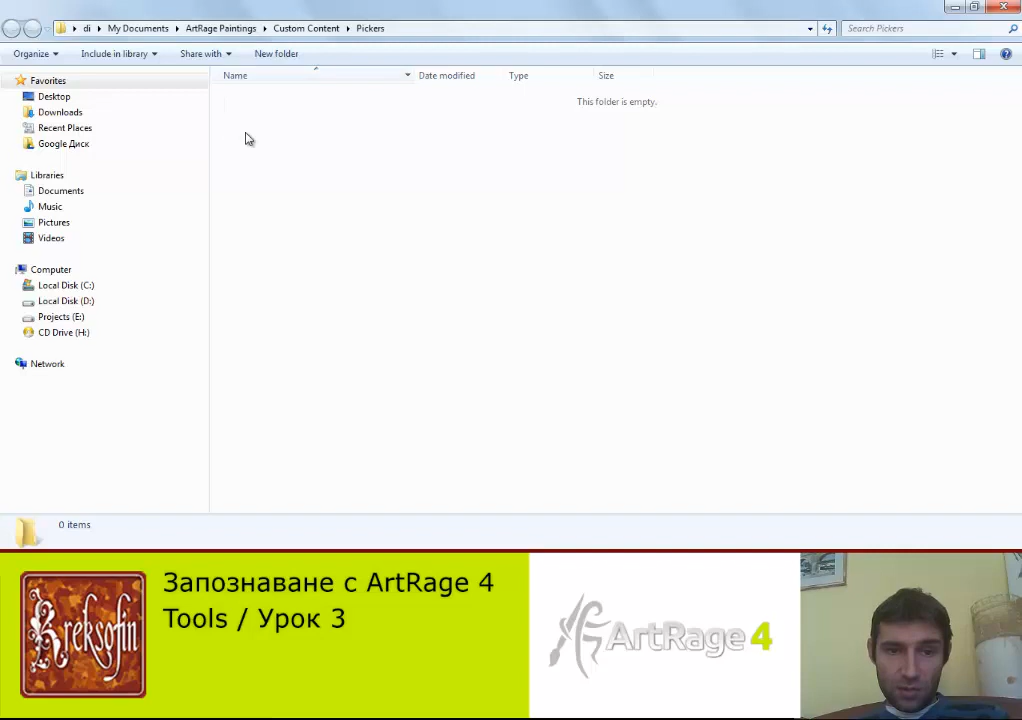 di ▸ My Documents ▸ ArtRage Paintings ▸ Custom Content ▸ Pickers
Search Pickers
Organize Include in library Share with New folder
Name Date modified Type Size
This folder is empty.
Favorites
Desktop
Downloads
Recent Places
Google Диск
Libraries
Documents
Music
Pictures
Videos
Computer
Local Disk (C:)
Local Disk (D:)
Projects (E:)
CD Drive (H:)
Network
0 items
Запознаване с ArtRage 4
Tools / Урок 3
Kreksofin
ArtRage 4